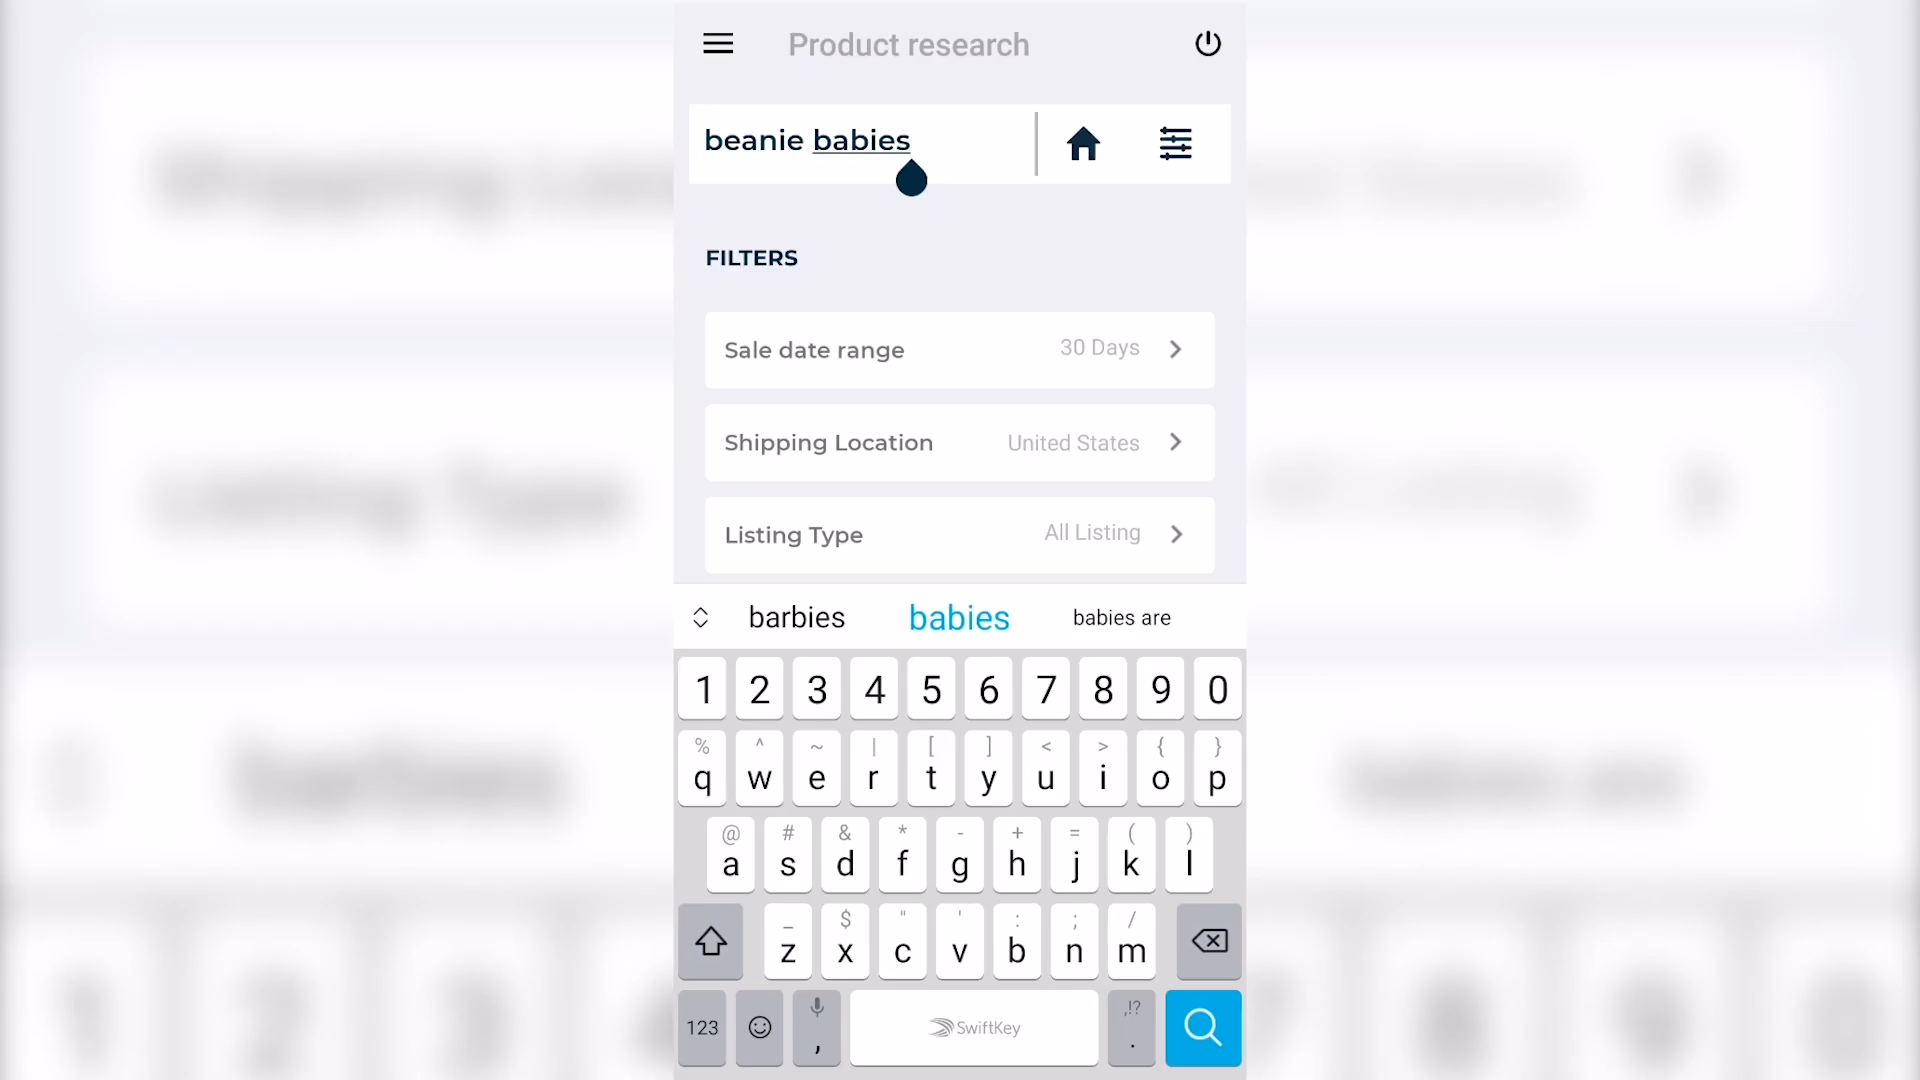 Product research
beanie babies
FILTERS
Sale date range 30 Days
Shipping Location United States
Listing Type All Listing
barbies babies babies are
1 2 3 4 5 6 7 8 9 0
% ^ ~ | [ ] < > { }
q w e r t y u i o p
@ # & * - + = ( )
a s d f g h j k l
_ $ " ' : ; /
z x c v b n m
,!?
123 , SwiftKey .